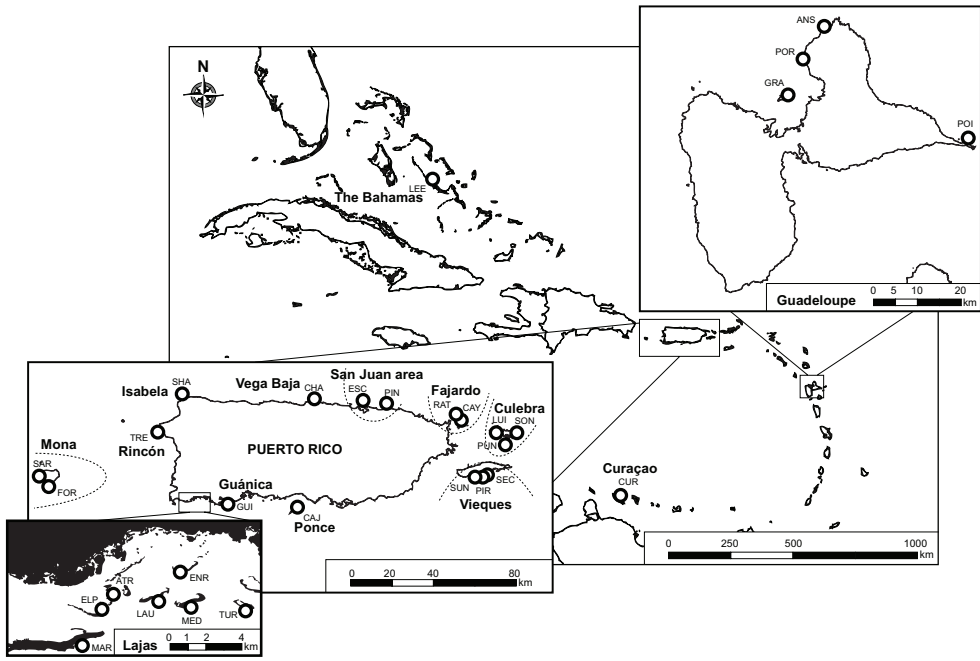 ANS
POR
GRA
POI
Guadeloupe
0 5 10 20
km
N
LEE
The Bahamas
San Juan area
Isabela
SHA
Vega Baja
CHA
ESC
PIN
Fajardo
RAT
CAY
Culebra
LUI
SON
PUN
TRE
Rincón
PUERTO RICO
Mona
SAR
FOR
Guánica
GUI
CAJ
Ponce
SUN
PIR
SEC
Vieques
0 20 40 60 80
km
Curaçao
CUR
0 250 500 1000
km
ATR
ENR
ELP
LAU
MED
TUR
MAR
Lajas
0 1 2 4
km